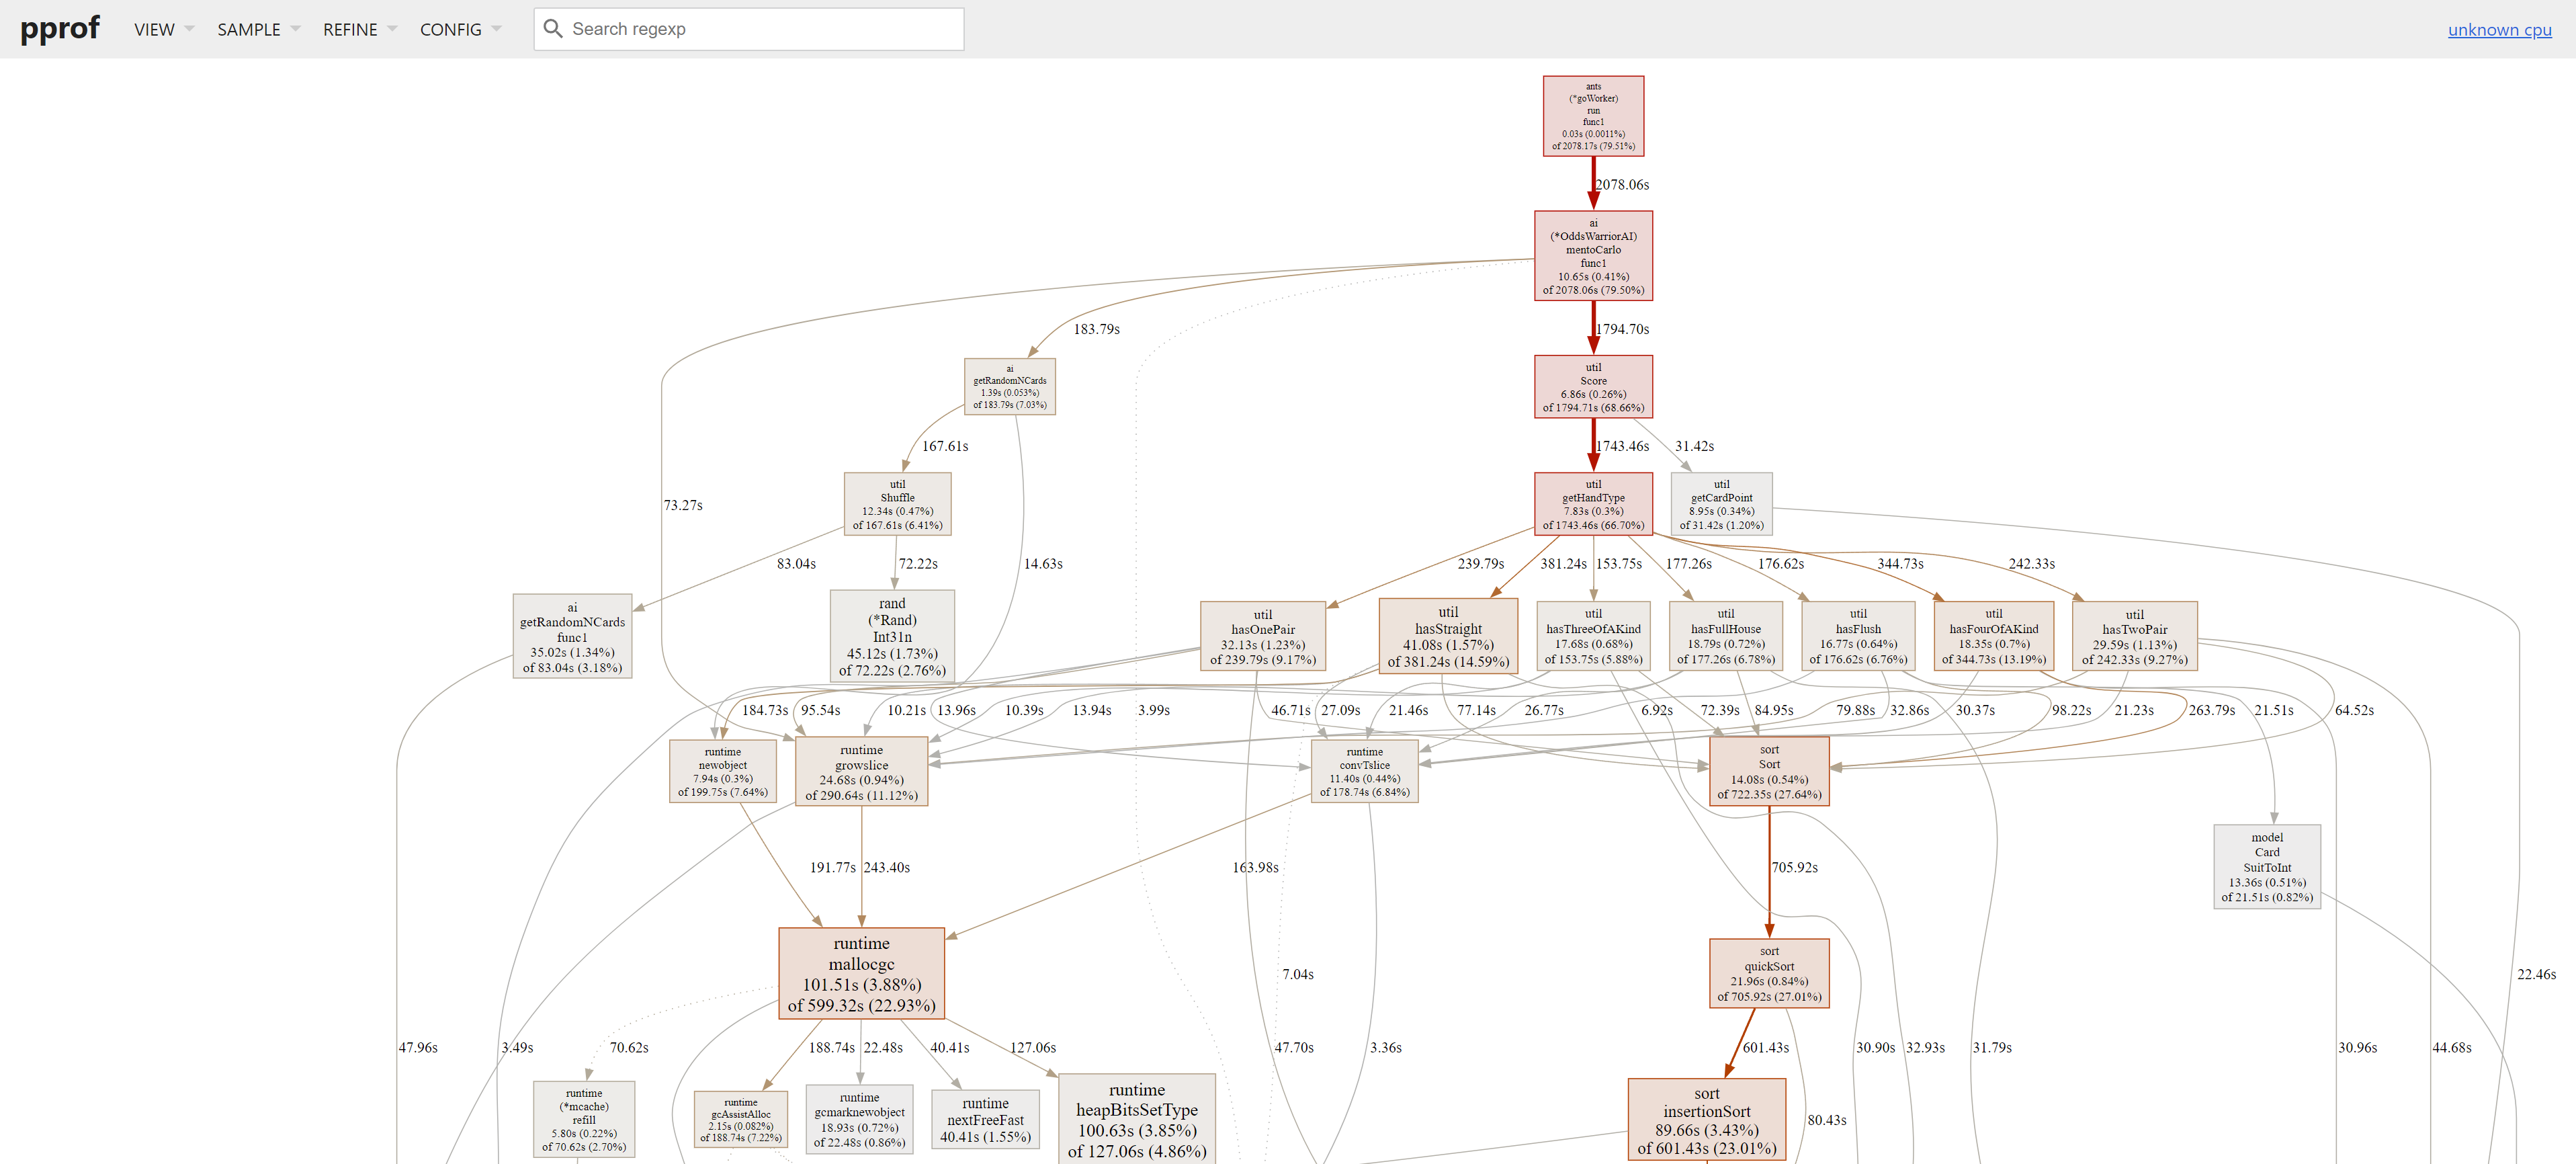 pprof
VIEW
SAMPLE
REFINE
CONFIG
Search regexp
unknown cpu
ants
(*goWorker)
run
func1
0.03s (0.0011%)
of 2078.17s (79.51%)
2078.06s
ai
(*OddsWarriorAI)
mentoCarlo
func1
10.65s (0.41%)
of 2078.06s (79.50%)
183.79s
1794.70s
ai
getRandomNCards
1.39s (0.053%)
of 183.79s (7.03%)
util
Score
6.86s (0.26%)
of 1794.71s (68.66%)
167.61s
1743.46s
31.42s
73.27s
util
Shuffle
12.34s (0.47%)
of 167.61s (6.41%)
util
getHandType
7.83s (0.3%)
of 1743.46s (66.70%)
util
getCardPoint
8.95s (0.34%)
of 31.42s (1.20%)
83.04s
72.22s
14.63s
239.79s
381.24s
153.75s
177.26s
176.62s
344.73s
242.33s
ai
getRandomNCards
func1
35.02s (1.34%)
of 83.04s (3.18%)
rand
(*Rand)
Int31n
45.12s (1.73%)
of 72.22s (2.76%)
util
hasOnePair
32.13s (1.23%)
of 239.79s (9.17%)
util
hasStraight
41.08s (1.57%)
of 381.24s (14.59%)
util
hasThreeOfAKind
17.68s (0.68%)
of 153.75s (5.88%)
util
hasFullHouse
18.79s (0.72%)
of 177.26s (6.78%)
util
hasFlush
16.77s (0.64%)
of 176.62s (6.76%)
util
hasFourOfAKind
18.35s (0.7%)
of 344.73s (13.19%)
util
hasTwoPair
29.59s (1.13%)
of 242.33s (9.27%)
184.73s
95.54s
10.21s
13.96s
10.39s
13.94s
3.99s
46.71s
27.09s
21.46s
77.14s
26.77s
6.92s
72.39s
84.95s
79.88s
32.86s
30.37s
98.22s
21.23s
263.79s
21.51s
64.52s
runtime
newobject
7.94s (0.3%)
of 199.75s (7.64%)
runtime
growslice
24.68s (0.94%)
of 290.64s (11.12%)
runtime
convTslice
11.40s (0.44%)
of 178.74s (6.84%)
sort
Sort
14.08s (0.54%)
of 722.35s (27.64%)
191.77s
243.40s
163.98s
705.92s
model
Card
SuitToInt
13.36s (0.51%)
of 21.51s (0.82%)
runtime
mallocgc
101.51s (3.88%)
of 599.32s (22.93%)
sort
quickSort
21.96s (0.84%)
of 705.92s (27.01%)
7.04s
22.46s
47.96s
3.49s
70.62s
188.74s
22.48s
40.41s
127.06s
47.70s
3.36s
601.43s
30.90s
32.93s
31.79s
30.96s
44.68s
runtime
(*mcache)
refill
5.80s (0.22%)
of 70.62s (2.70%)
runtime
gcAssistAlloc
2.15s (0.082%)
of 188.74s (7.22%)
runtime
gcmarknewobject
18.93s (0.72%)
of 22.48s (0.86%)
runtime
nextFreeFast
40.41s (1.55%)
runtime
heapBitsSetType
100.63s (3.85%)
of 127.06s (4.86%)
sort
insertionSort
89.66s (3.43%)
of 601.43s (23.01%)
80.43s